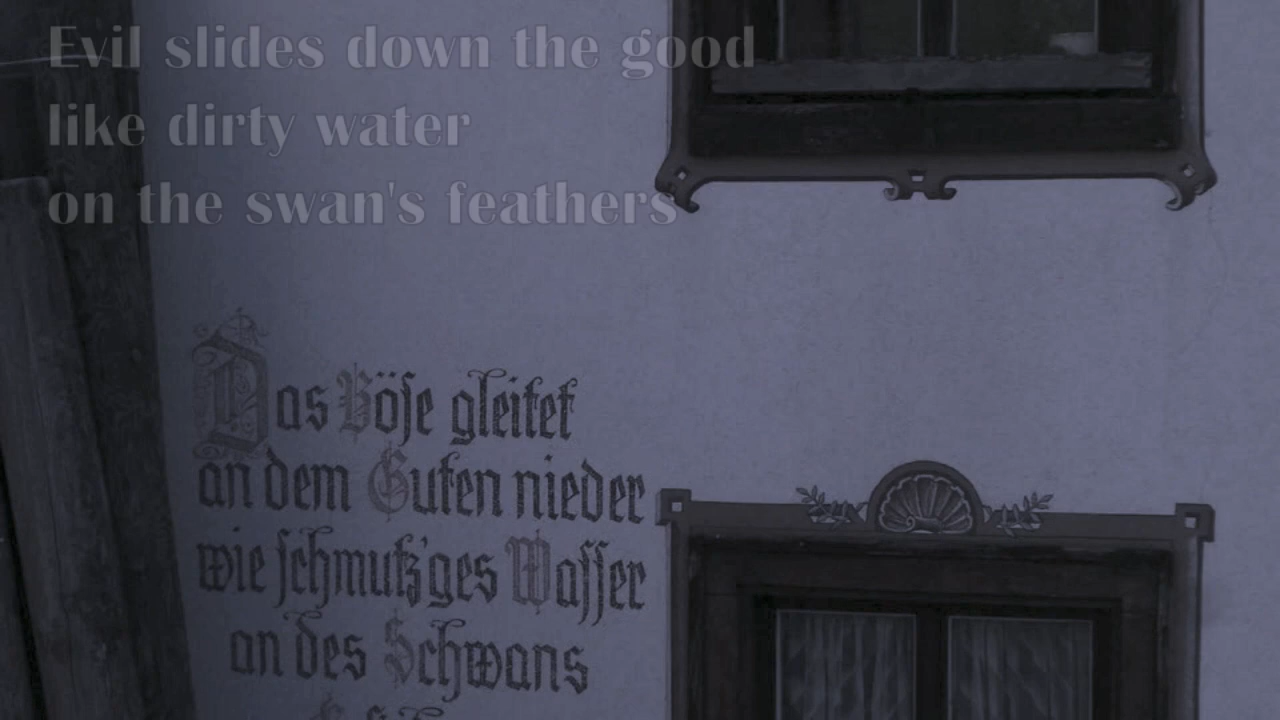 Evil slides down the good
like dirty water
on the swan's feathers
Das Böse gleitet
an dem Guten nieder
wie schmutz'ges Wasser
an des Schwans